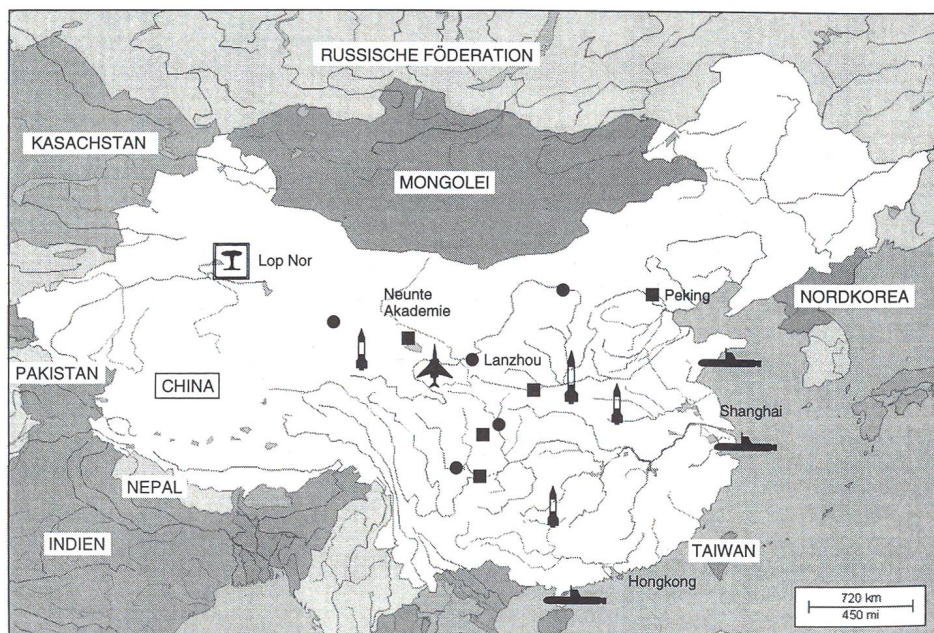 RUSSISCHE FÖDERATION
KASACHSTAN
MONGOLEI
Lop Nor
Neunte
Akademie
Peking
NORDKOREA
PAKISTAN
CHINA
Lanzhou
Shanghai
NEPAL
INDIEN
TAIWAN
Hongkong
720 km
450 mi